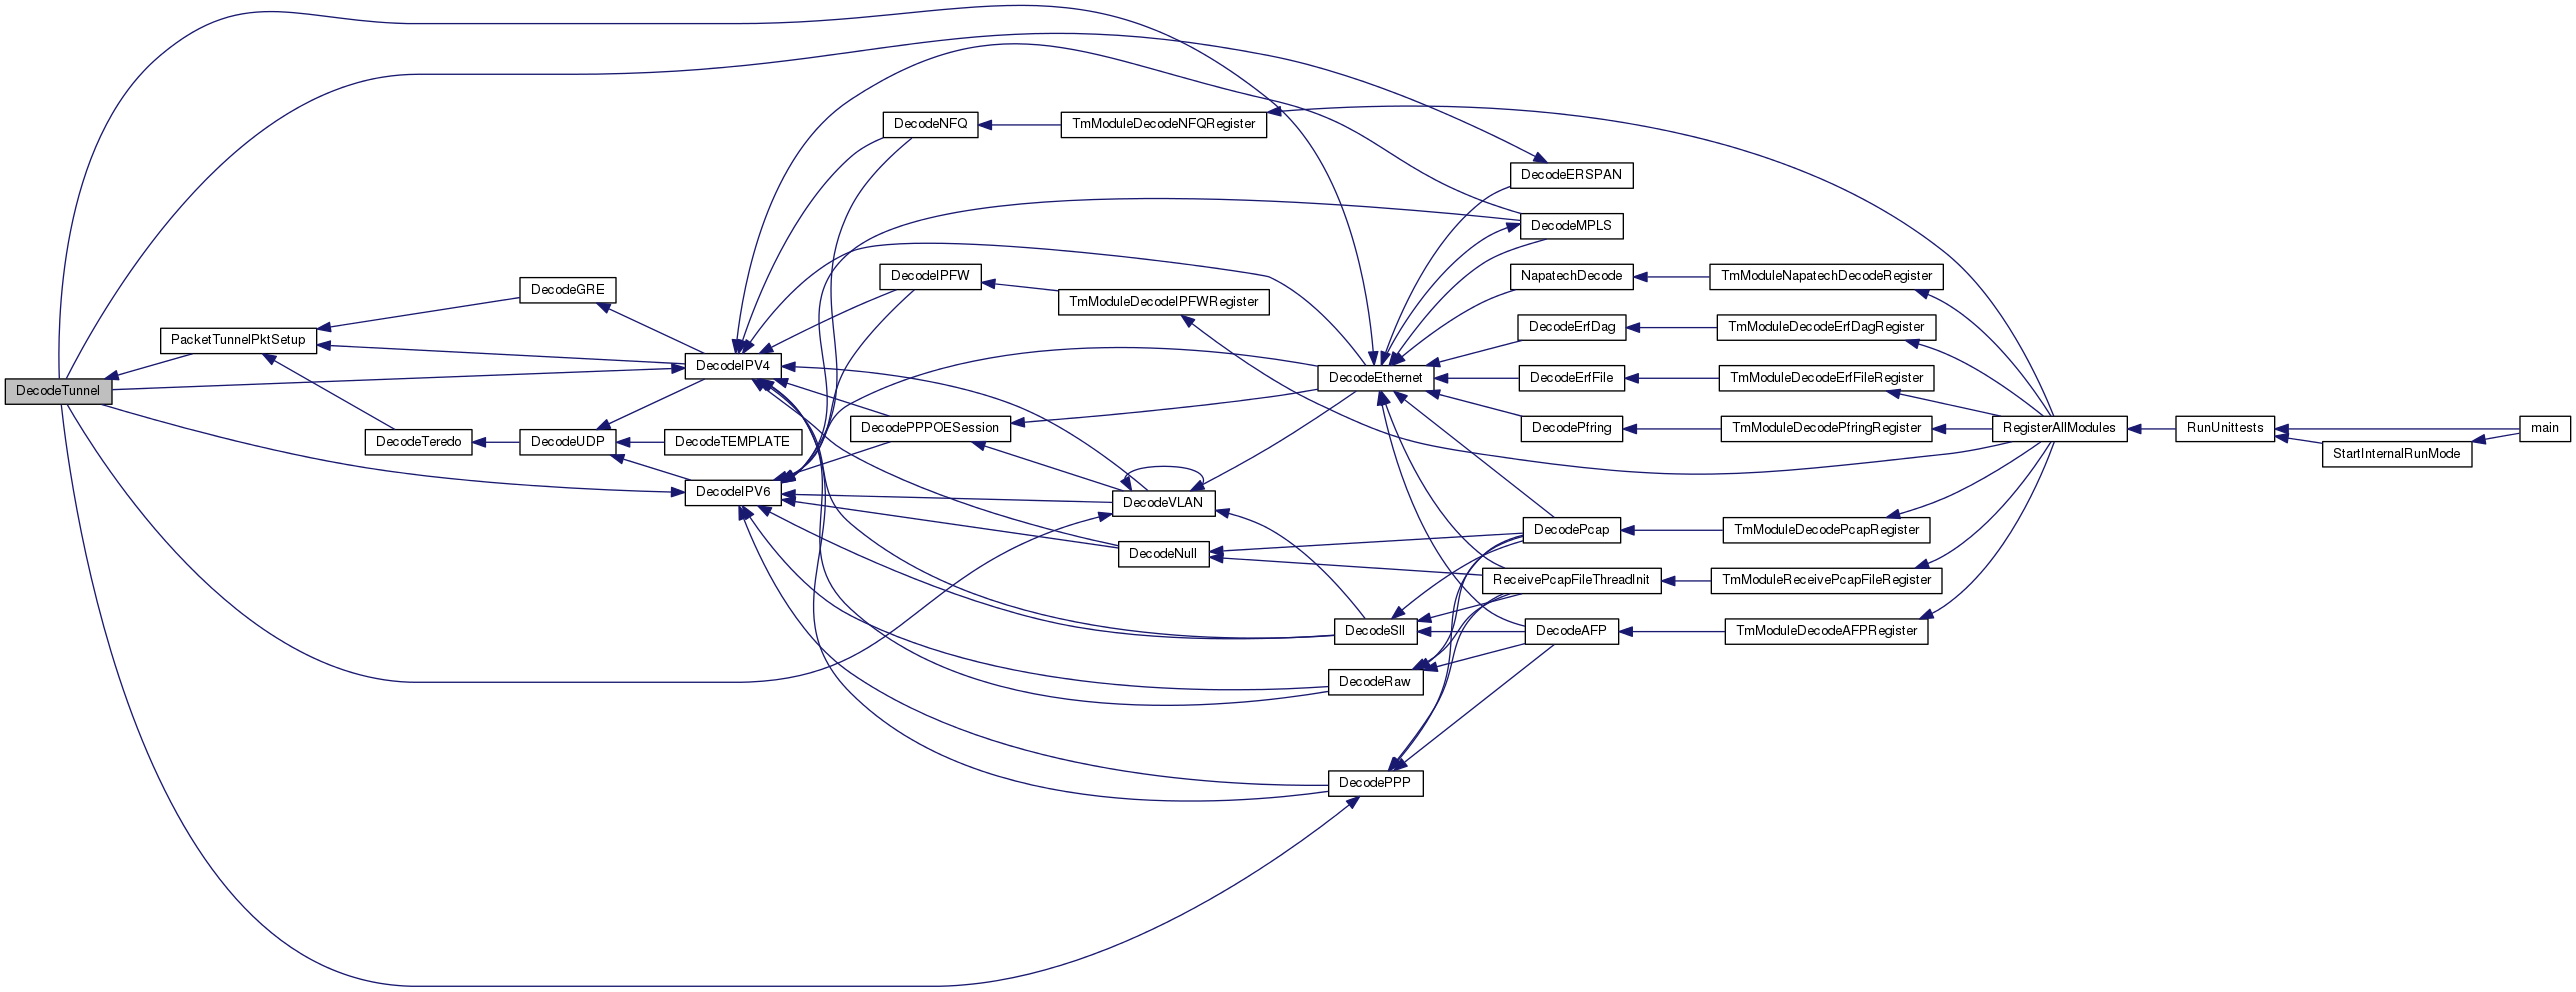 DecodeTunnel
PacketTunnelPktSetup
DecodeGRE
DecodeTeredo
DecodeUDP
DecodeIPV4
DecodeTEMPLATE
DecodeIPV6
DecodeNFQ
DecodeIPFW
DecodePPPOESession
TmModuleDecodeNFQRegister
TmModuleDecodeIPFWRegister
DecodeVLAN
DecodeNull
DecodeEthernet
DecodeSll
DecodeRaw
DecodePPP
DecodeERSPAN
DecodeMPLS
NapatechDecode
DecodeErfDag
DecodeErfFile
DecodePfring
DecodePcap
ReceivePcapFileThreadInit
DecodeAFP
TmModuleNapatechDecodeRegister
TmModuleDecodeErfDagRegister
TmModuleDecodeErfFileRegister
TmModuleDecodePfringRegister
TmModuleDecodePcapRegister
TmModuleReceivePcapFileRegister
TmModuleDecodeAFPRegister
RegisterAllModules
RunUnittests
StartInternalRunMode
main